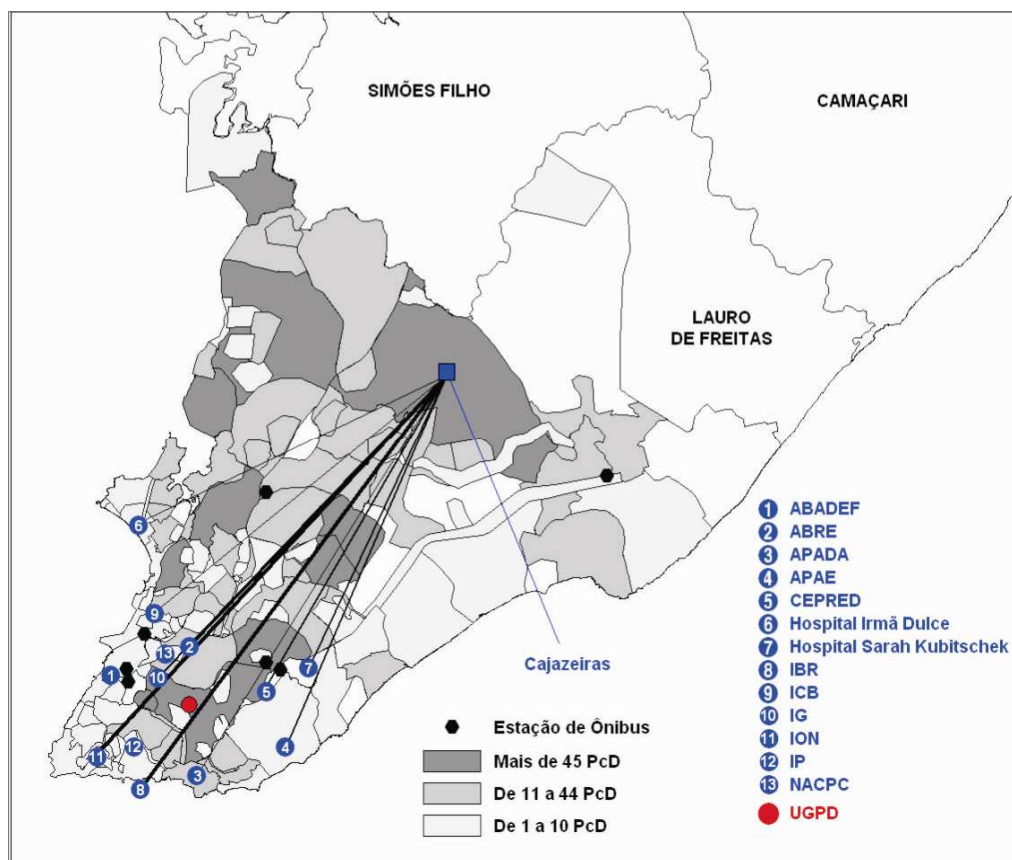 SIMÕES FILHO
CAMAÇARI
LAURO
DE FREITAS
Cajazeiras
6
9
2
13
1
10
7
5
11
12
4
8
3
Estação de Ônibus
Mais de 45 PcD
De 11 a 44 PcD
De 1 a 10 PcD
1 ABADEF
2 ABRE
3 APADA
4 APAE
5 CEPRED
6 Hospital Irmã Dulce
7 Hospital Sarah Kubitschek
8 IBR
9 ICB
10 IG
11 ION
12 IP
13 NACPC
UGPD